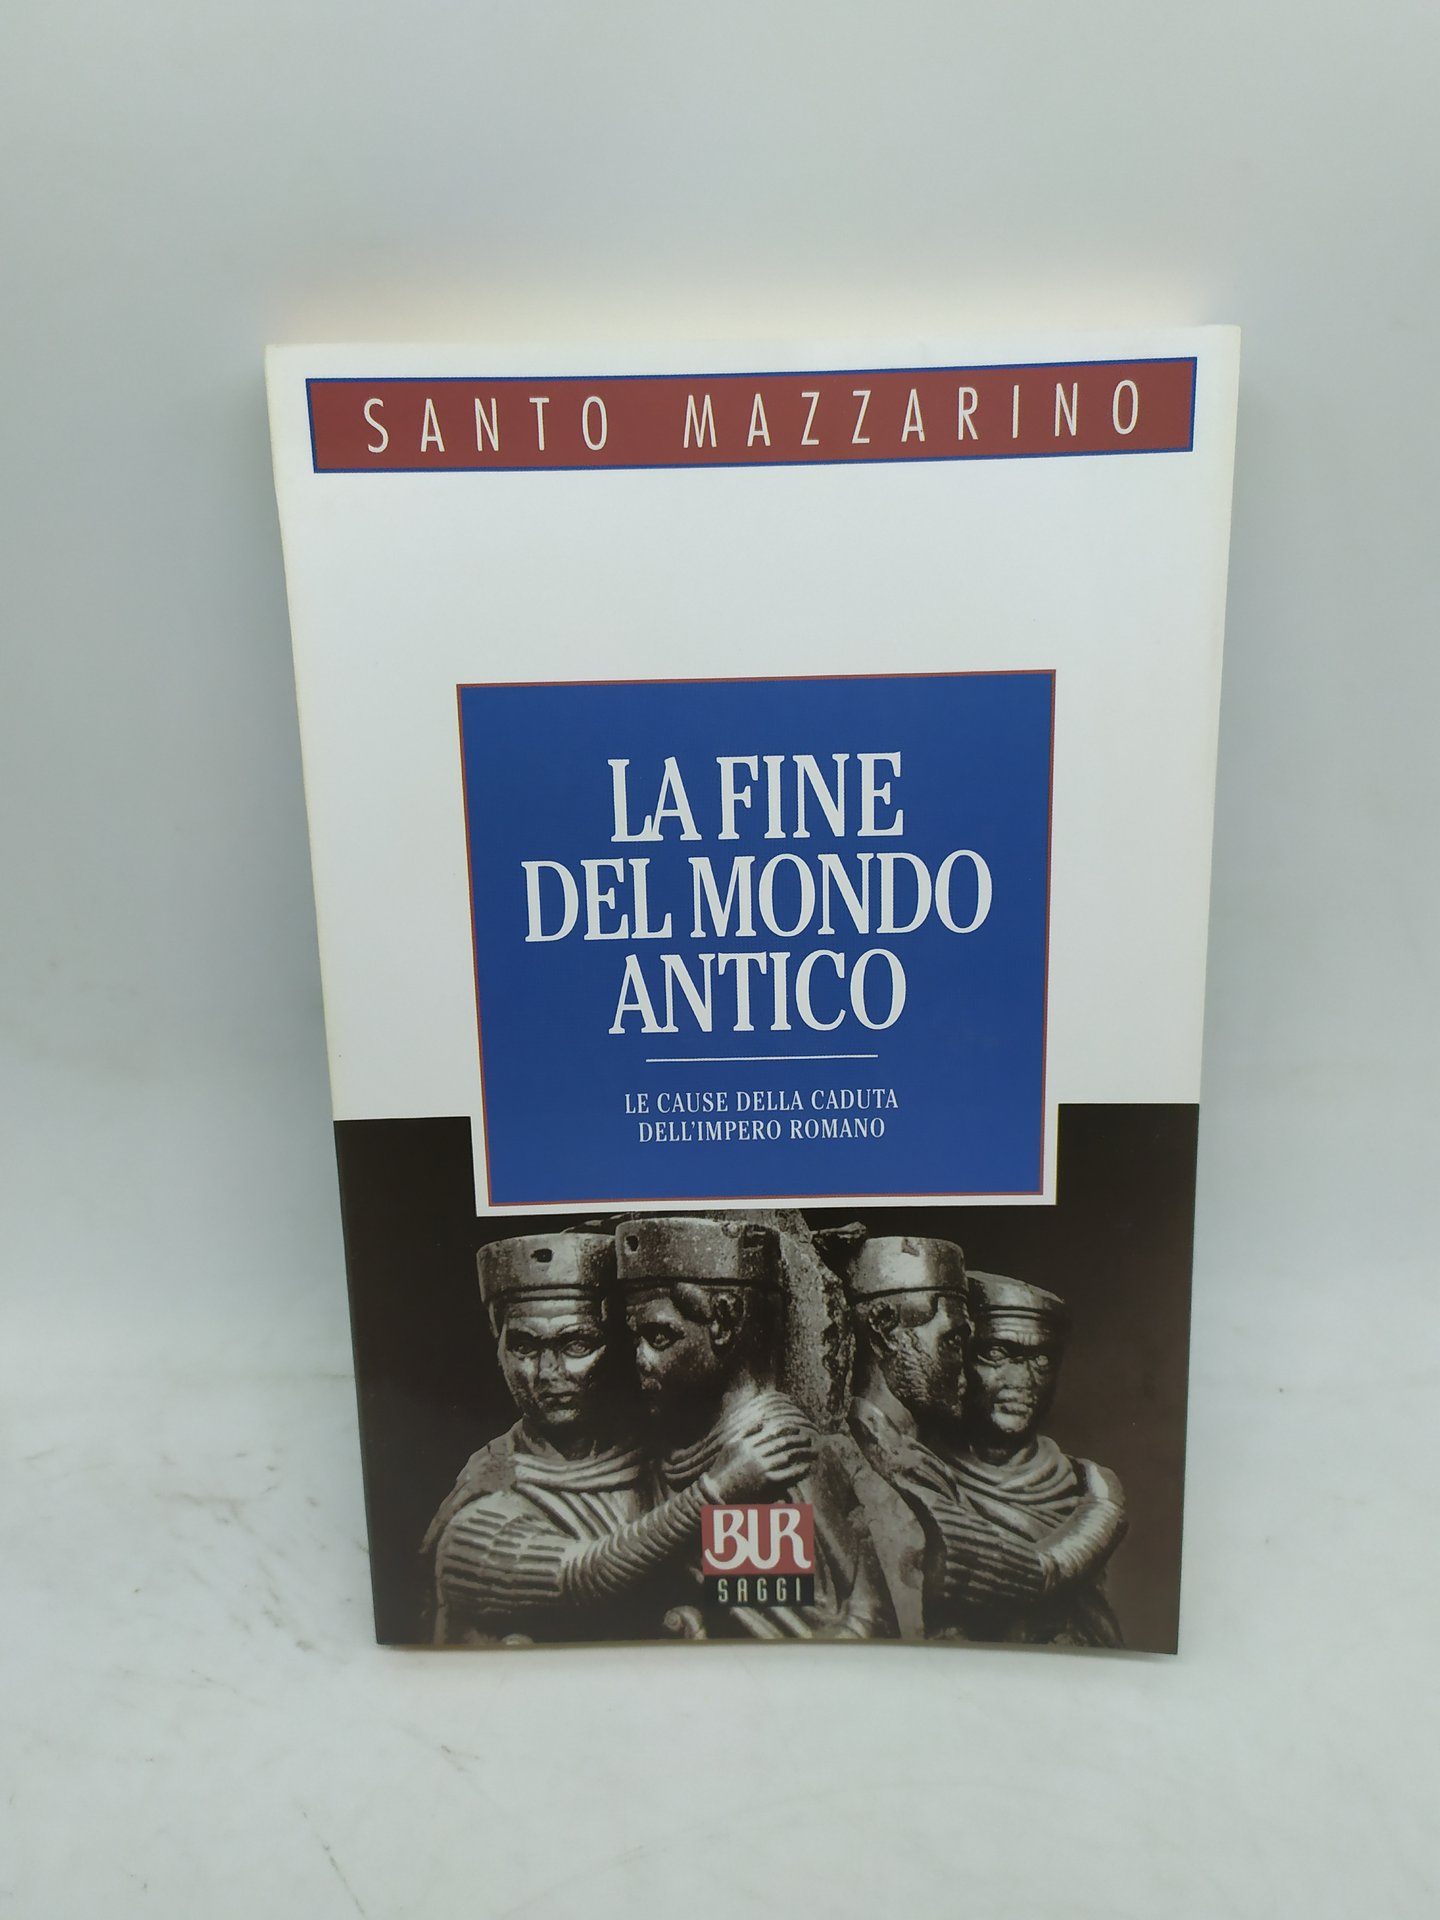 SANTO MAZZARINO
LA FINE
DEL MONDO
ANTICO
LE CAUSE DELLA CADUTA
DELL'IMPERO ROMANO
BUR
SAGGI